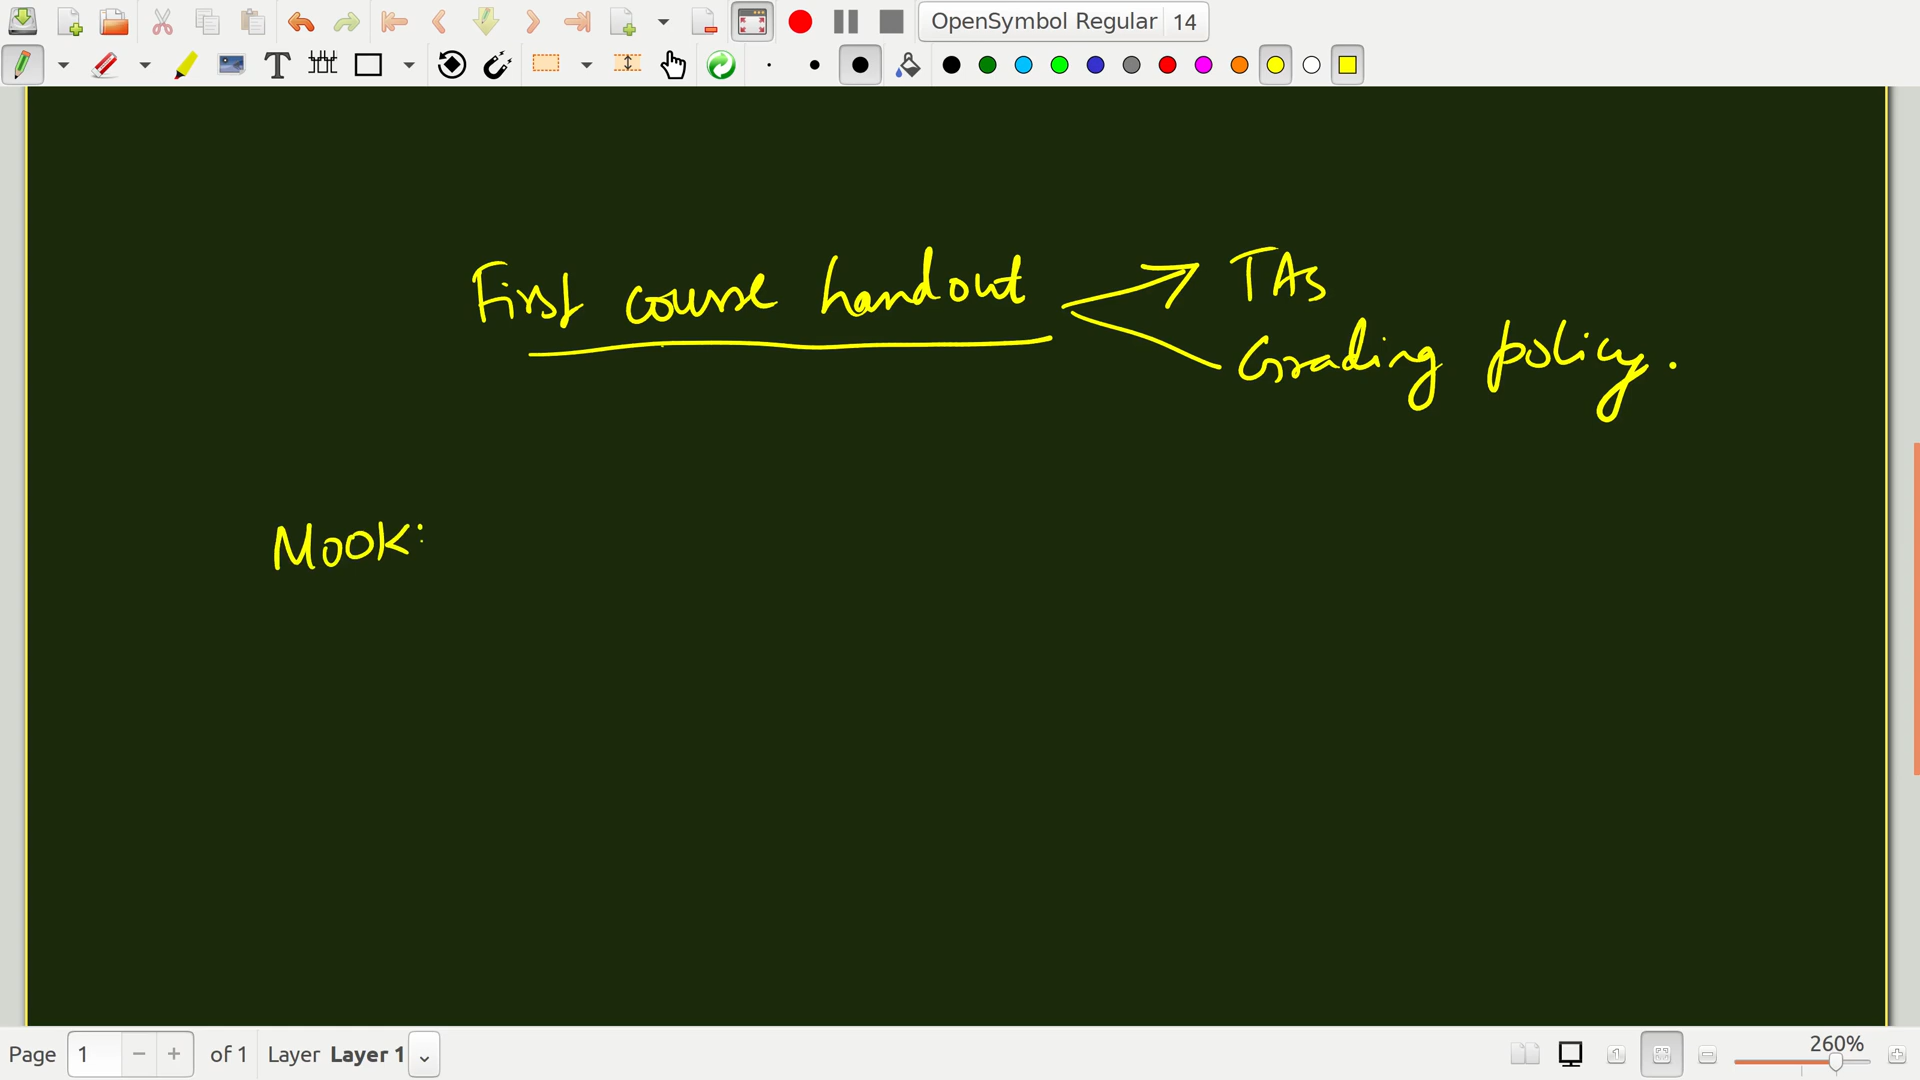 OpenSymbol Regular 14
First course handout
TAs
Grading policy.
MOOK:
Page 1 of 1 Layer Layer 1 260%